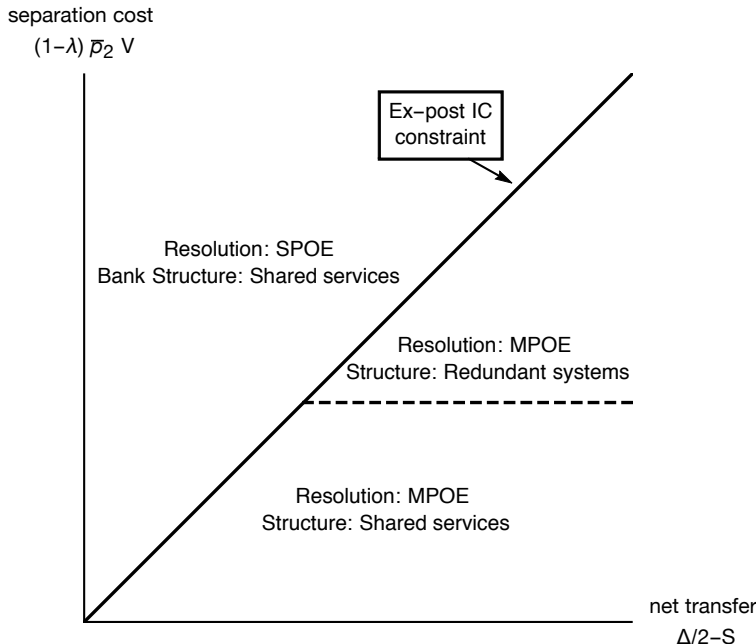 separation cost
(1−λ) p̅₂ V
Ex−post IC
constraint
Resolution: SPOE
Bank Structure: Shared services
Resolution: MPOE
Structure: Redundant systems
Resolution: MPOE
Structure: Shared services
net transfer
Δ/2−S